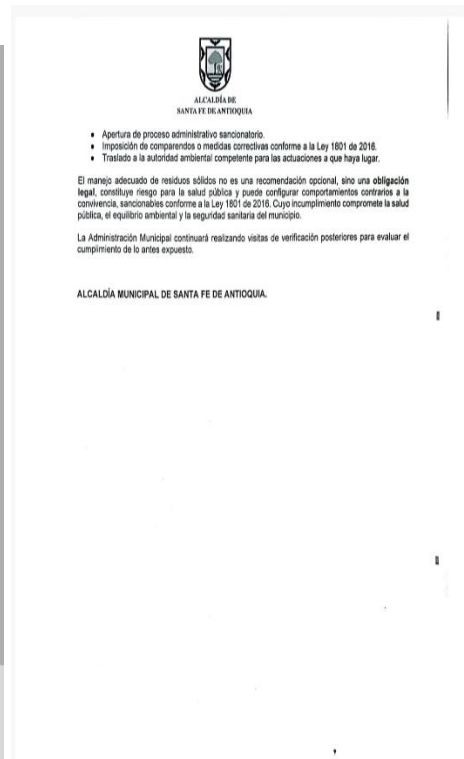 ALCALDÍA DE
SANTA FE DE ANTIOQUIA
• Apertura de proceso administrativo sancionatorio.
• Imposición de comparendos o medidas correctivas conforme a la Ley 1801 de 2016.
• Traslado a la autoridad ambiental competente para las actuaciones a que haya lugar.
El manejo adecuado de residuos sólidos no es una recomendación opcional, sino una obligación
legal, constituye riesgo para la salud pública y puede configurar comportamientos contrarios a la
convivencia, sancionables conforme a la Ley 1801 de 2016. Cuyo incumplimiento compromete la salud
pública, el equilibrio ambiental y la seguridad sanitaria del municipio.
La Administración Municipal continuará realizando visitas de verificación posteriores para evaluar el
cumplimiento de lo antes expuesto.
ALCALDÍA MUNICIPAL DE SANTA FE DE ANTIOQUIA.